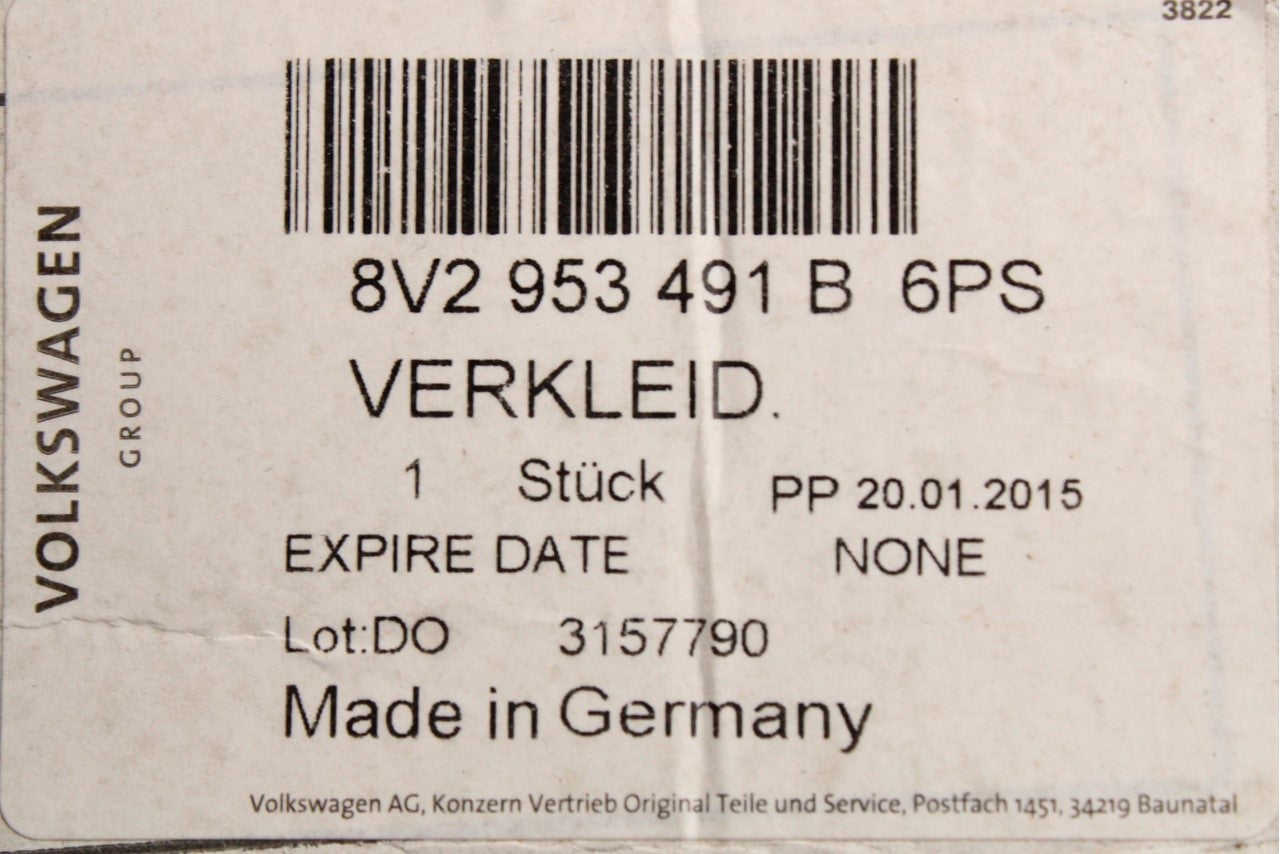 3822
VOLKSWAGEN
GROUP
8V2 953 491 B 6PS
VERKLEID.
1 Stück PP 20.01.2015
EXPIRE DATE NONE
Lot:DO 3157790
Made in Germany
Volkswagen AG, Konzern Vertrieb Original Teile und Service, Postfach 1451, 34219 Baunatal